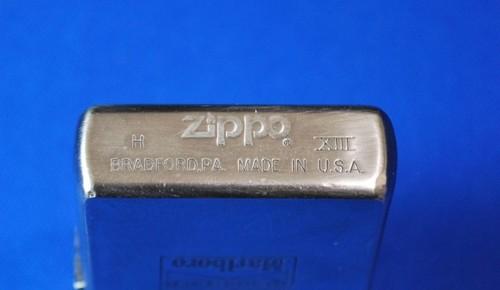 H Zippo ® XIII
BRADFORD,PA. MADE IN U.S.A.
Marlboro